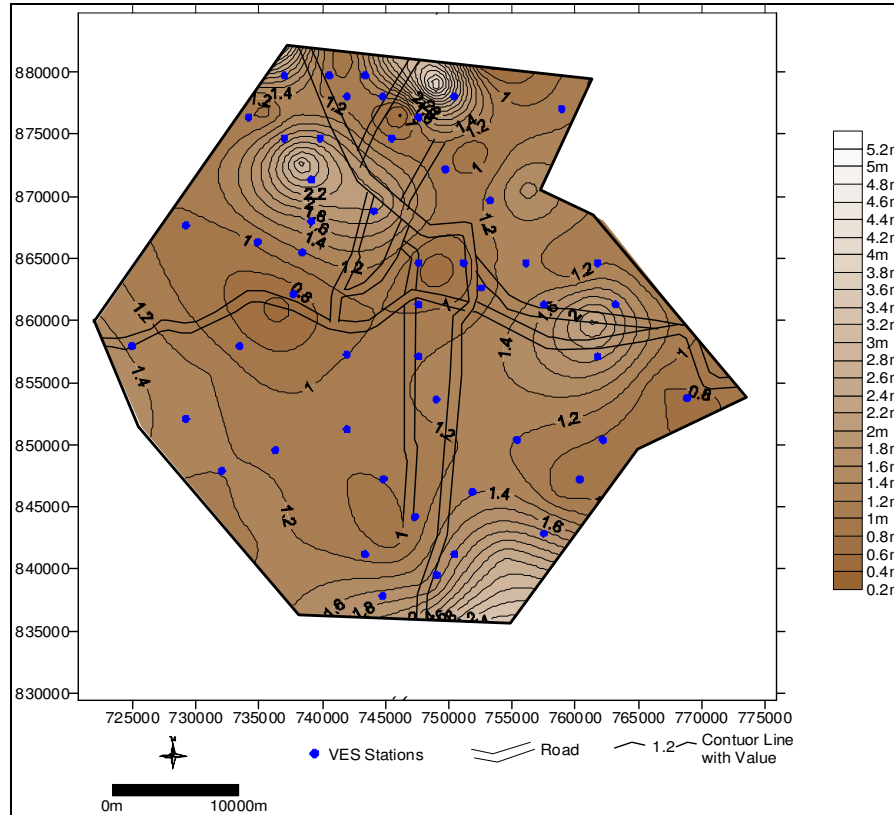 880000
875000
870000
865000
860000
855000
850000
845000
840000
835000
830000
725000 730000 735000 740000 745000 750000 755000 760000 765000 770000 775000
1.4
1.2
1.2
1
1.4
1.2
1
2.2
2
1.8
1.4
1.2
1.2
1
0.8
1
1.2
1.4
1.2
1.6
2
1.4
1
0.8
1
1.2
1.2
1.2
1.4
1
1
1.6
1.6
1.8
5.2m
5m
4.8m
4.6m
4.4m
4.2m
4m
3.8m
3.6m
3.4m
3.2m
3m
2.8m
2.6m
2.4m
2.2m
2m
1.8m
1.6m
1.4m
1.2m
1m
0.8m
0.6m
0.4m
0.2m
N
VES Stations
Road
1.2
Contuor Line
with Value
0m 10000m